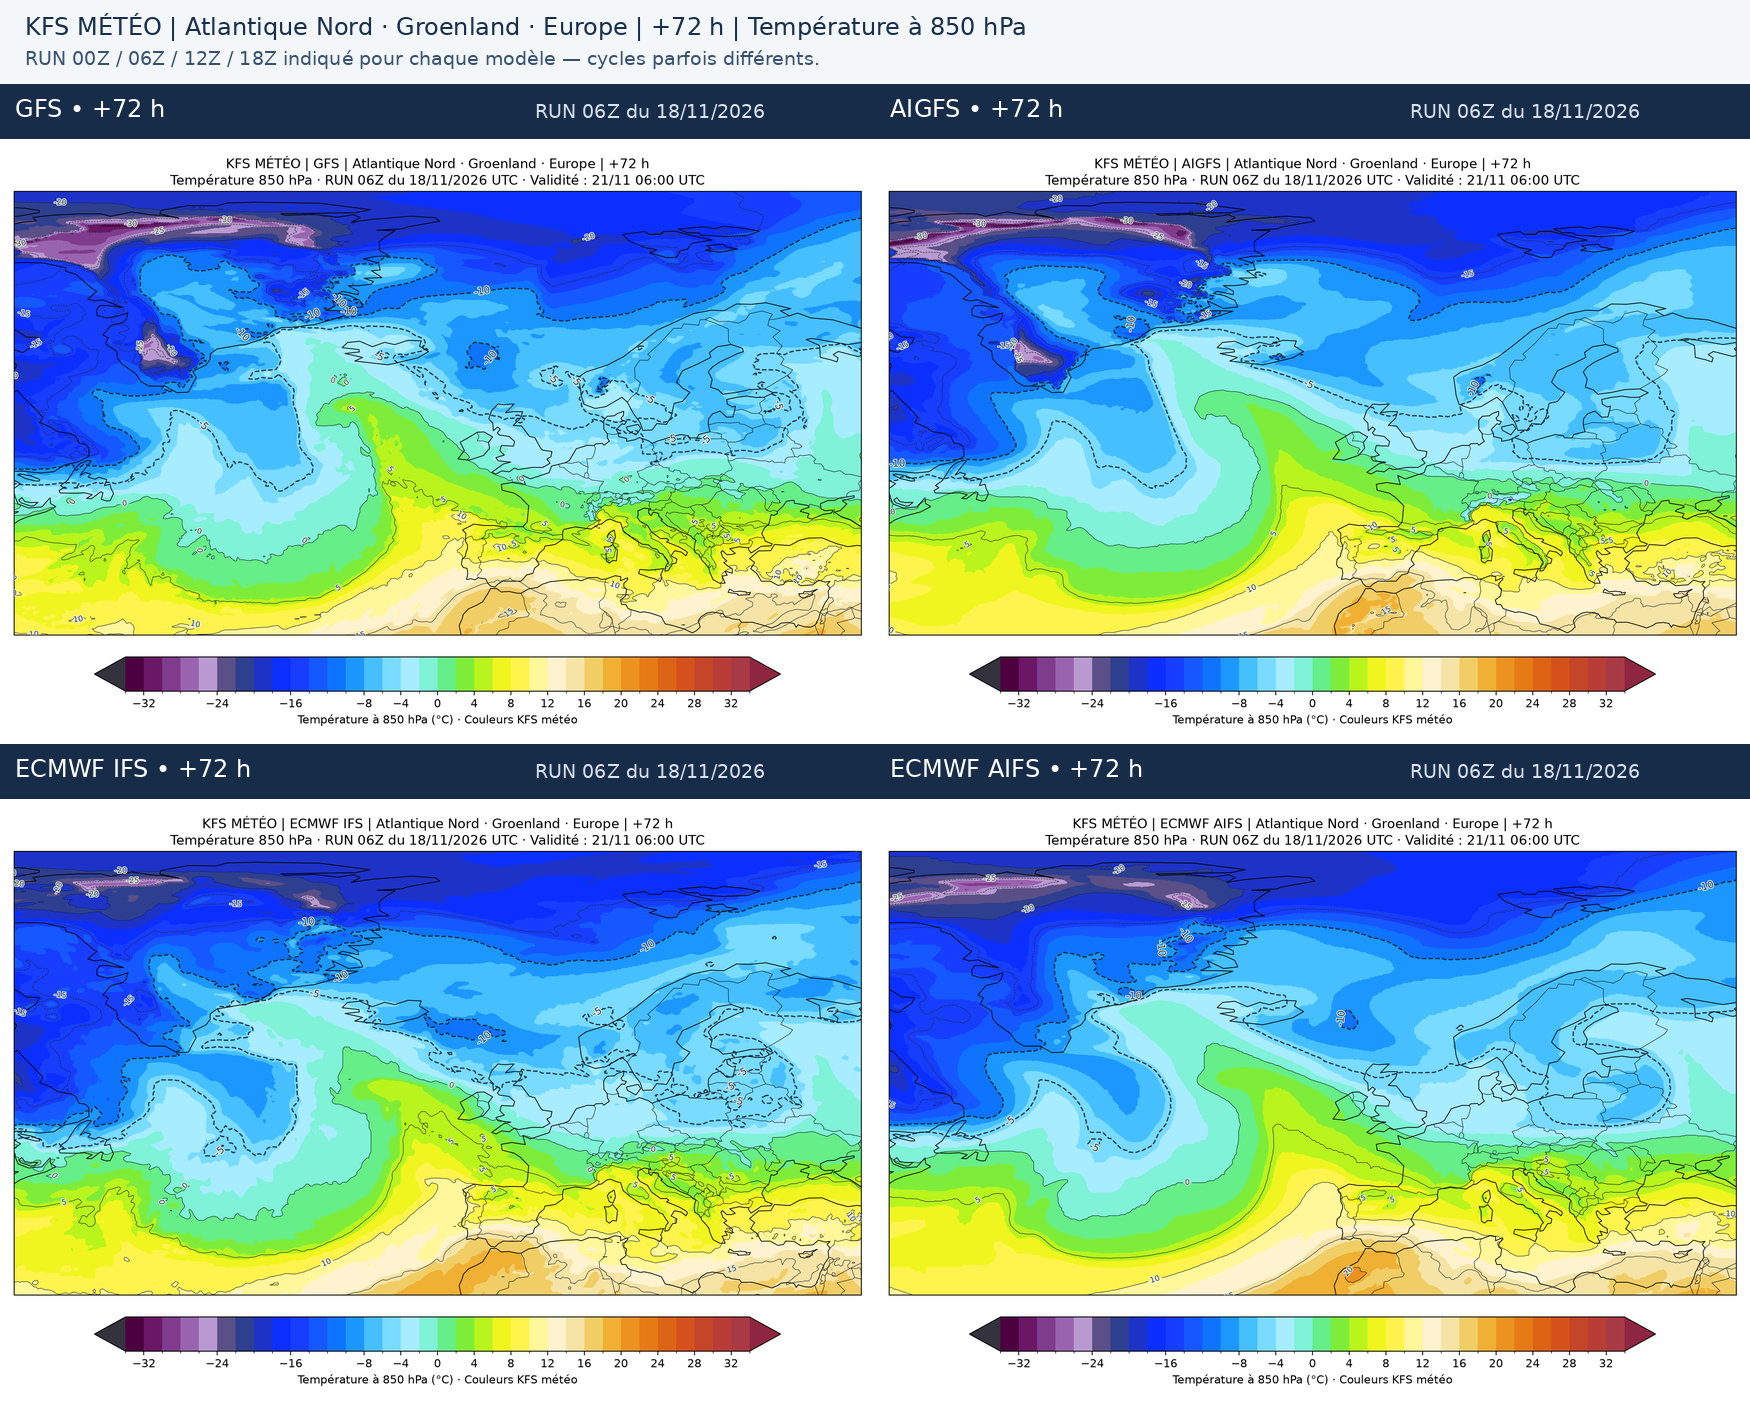 KFS MÉTÉO | Atlantique Nord · Groenland · Europe | +72 h | Température à 850 hPa
RUN 00Z / 06Z / 12Z / 18Z indiqué pour chaque modèle — cycles parfois différents.
GFS • +72 h
RUN 06Z du 18/11/2026
AIGFS • +72 h
RUN 06Z du 18/11/2026
KFS MÉTÉO | GFS | Atlantique Nord · Groenland · Europe | +72 h
Température 850 hPa · RUN 06Z du 18/11/2026 UTC · Validité : 21/11 06:00 UTC
KFS MÉTÉO | AIGFS | Atlantique Nord · Groenland · Europe | +72 h
Température 850 hPa · RUN 06Z du 18/11/2026 UTC · Validité : 21/11 06:00 UTC
−32 −24 −16 −8 −4 0 4 8 12 16 20 24 28 32
Température à 850 hPa (°C) · Couleurs KFS météo
−32 −24 −16 −8 −4 0 4 8 12 16 20 24 28 32
Température à 850 hPa (°C) · Couleurs KFS météo
ECMWF IFS • +72 h
RUN 06Z du 18/11/2026
ECMWF AIFS • +72 h
RUN 06Z du 18/11/2026
KFS MÉTÉO | ECMWF IFS | Atlantique Nord · Groenland · Europe | +72 h
Température 850 hPa · RUN 06Z du 18/11/2026 UTC · Validité : 21/11 06:00 UTC
KFS MÉTÉO | ECMWF AIFS | Atlantique Nord · Groenland · Europe | +72 h
Température 850 hPa · RUN 06Z du 18/11/2026 UTC · Validité : 21/11 06:00 UTC
−32 −24 −16 −8 −4 0 4 8 12 16 20 24 28 32
Température à 850 hPa (°C) · Couleurs KFS météo
−32 −24 −16 −8 −4 0 4 8 12 16 20 24 28 32
Température à 850 hPa (°C) · Couleurs KFS météo